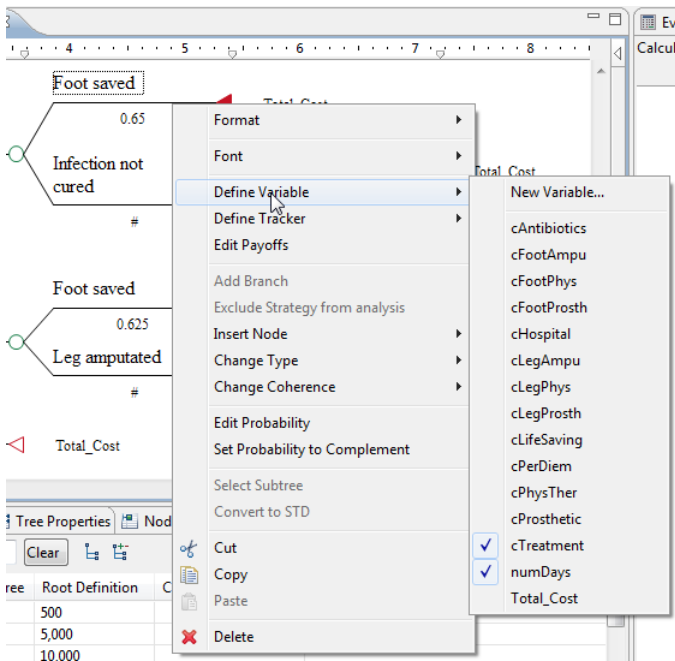 Ev
4 5 6 7 8
Calcul
Foot saved
0.65
Total_Cost
Infection not
cured
#
Total_Cost
Foot saved
0.625
Leg amputated
#
Total_Cost
Format
Font
Define Variable
Define Tracker
Edit Payoffs
Add Branch
Exclude Strategy from analysis
Insert Node
Change Type
Change Coherence
Edit Probability
Set Probability to Complement
Select Subtree
Convert to STD
Cut
Copy
Paste
Delete
New Variable...
cAntibiotics
cFootAmpu
cFootPhys
cFootProsth
cHospital
cLegAmpu
cLegPhys
cLegProsth
cLifeSaving
cPerDiem
cPhysTher
cProsthetic
cTreatment
numDays
Total_Cost
Tree Properties Nod
Clear
ree Root Definition C
500
5,000
10,000